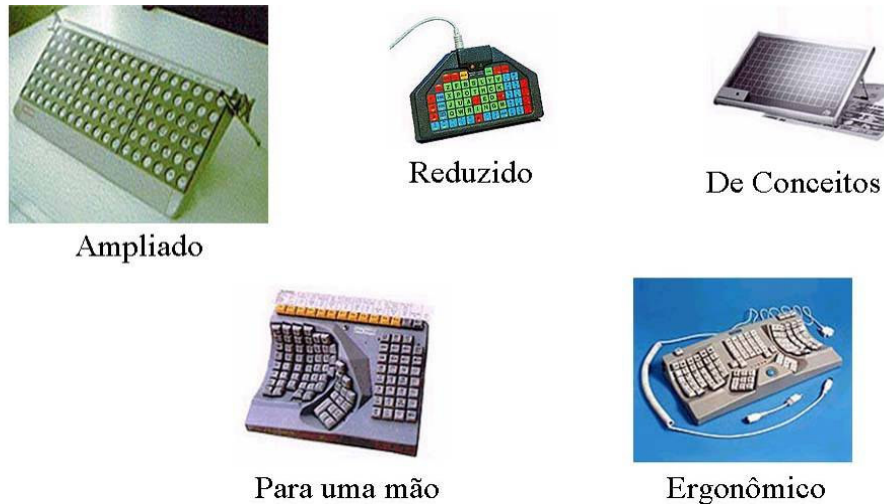 Reduzido
De Conceitos
Ampliado
Para uma mão
Ergonômico